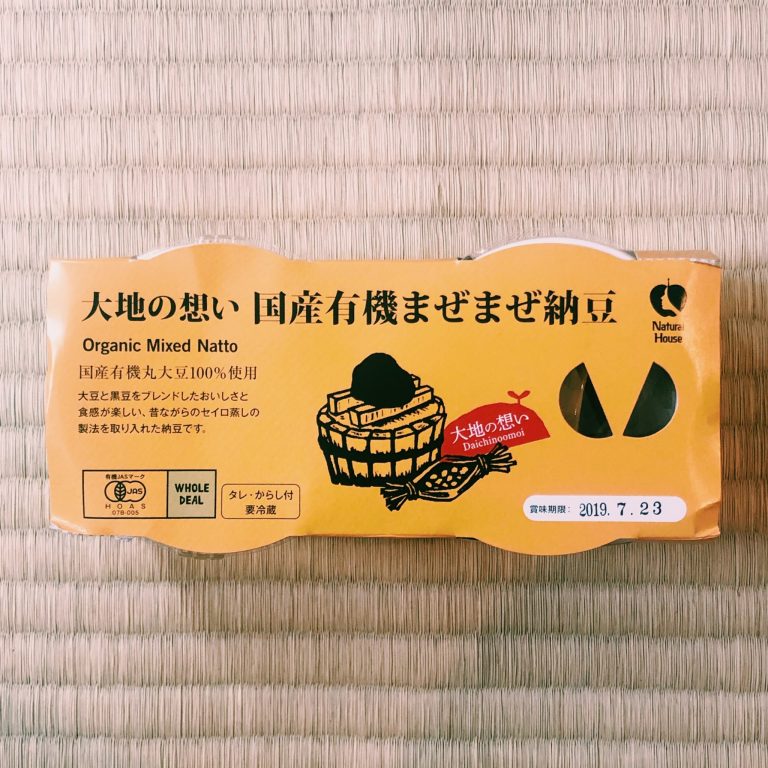 大地の想い 国産有機まぜまぜ納豆
Organic Mixed Natto
国産有機丸大豆100%使用
大豆と黒豆をブレンドしたおいしさと
食感が楽しい、昔ながらのセイロ蒸しの
製法を取り入れた納豆です。
Natural
House
大地の想い
Daichinoomoi
有機JASマーク
JAS
HOAS
07B-005
WHOLE
DEAL
タレ・からし付
要冷蔵
賞味期限: 2019. 7. 23